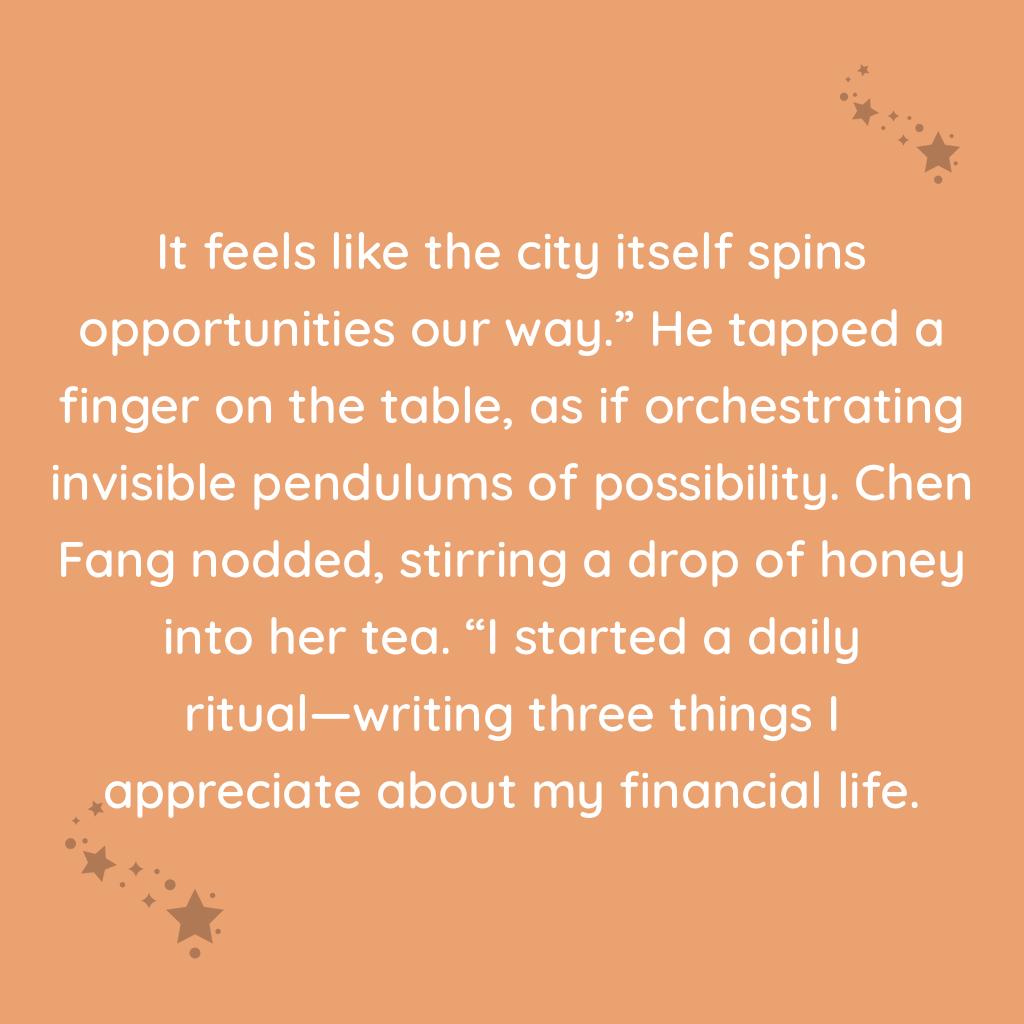 It feels like the city itself spins
opportunities our way.” He tapped a
finger on the table, as if orchestrating
invisible pendulums of possibility. Chen
Fang nodded, stirring a drop of honey
into her tea. “I started a daily
ritual—writing three things I
appreciate about my financial life.